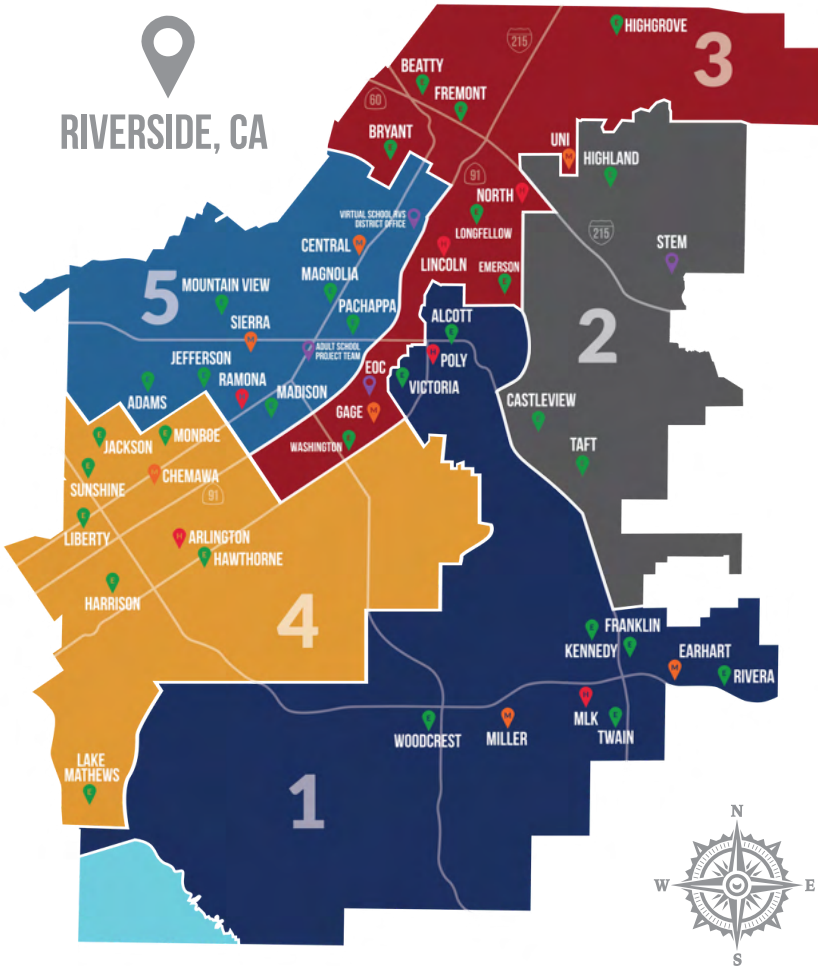 RIVERSIDE, CA
HIGHGROVE
215
3
BEATTY
FREMONT
60
BRYANT
UNI
M
HIGHLAND
91
NORTH
LONGFELLOW
VIRTUAL SCHOOL/RVS
DISTRICT OFFICE
CENTRAL
M
LINCOLN
H
EMERSON
E
215
STEM
5
MOUNTAIN VIEW
E
MAGNOLIA
E
PACHAPPA
E
SIERRA
M
ADULT SCHOOL
PROJECT TEAM
ALCOTT
E
POLY
H
2
JEFFERSON
E
RAMONA
H
MADISON
E
EOC
VICTORIA
E
GAGE
M
ADAMS
E
WASHINGTON
E
CASTLEVIEW
TAFT
JACKSON
E
MONROE
E
SUNSHINE
E
CHEMAWA
M
91
LIBERTY
E
ARLINGTON
H
HAWTHORNE
E
HARRISON
E
4
FRANKLIN
E
KENNEDY
E
EARHART
M
RIVERA
E
MLK
H
TWAIN
E
WOODCREST
E
MILLER
M
LAKE
MATHEWS
E
1
N
W
E
S